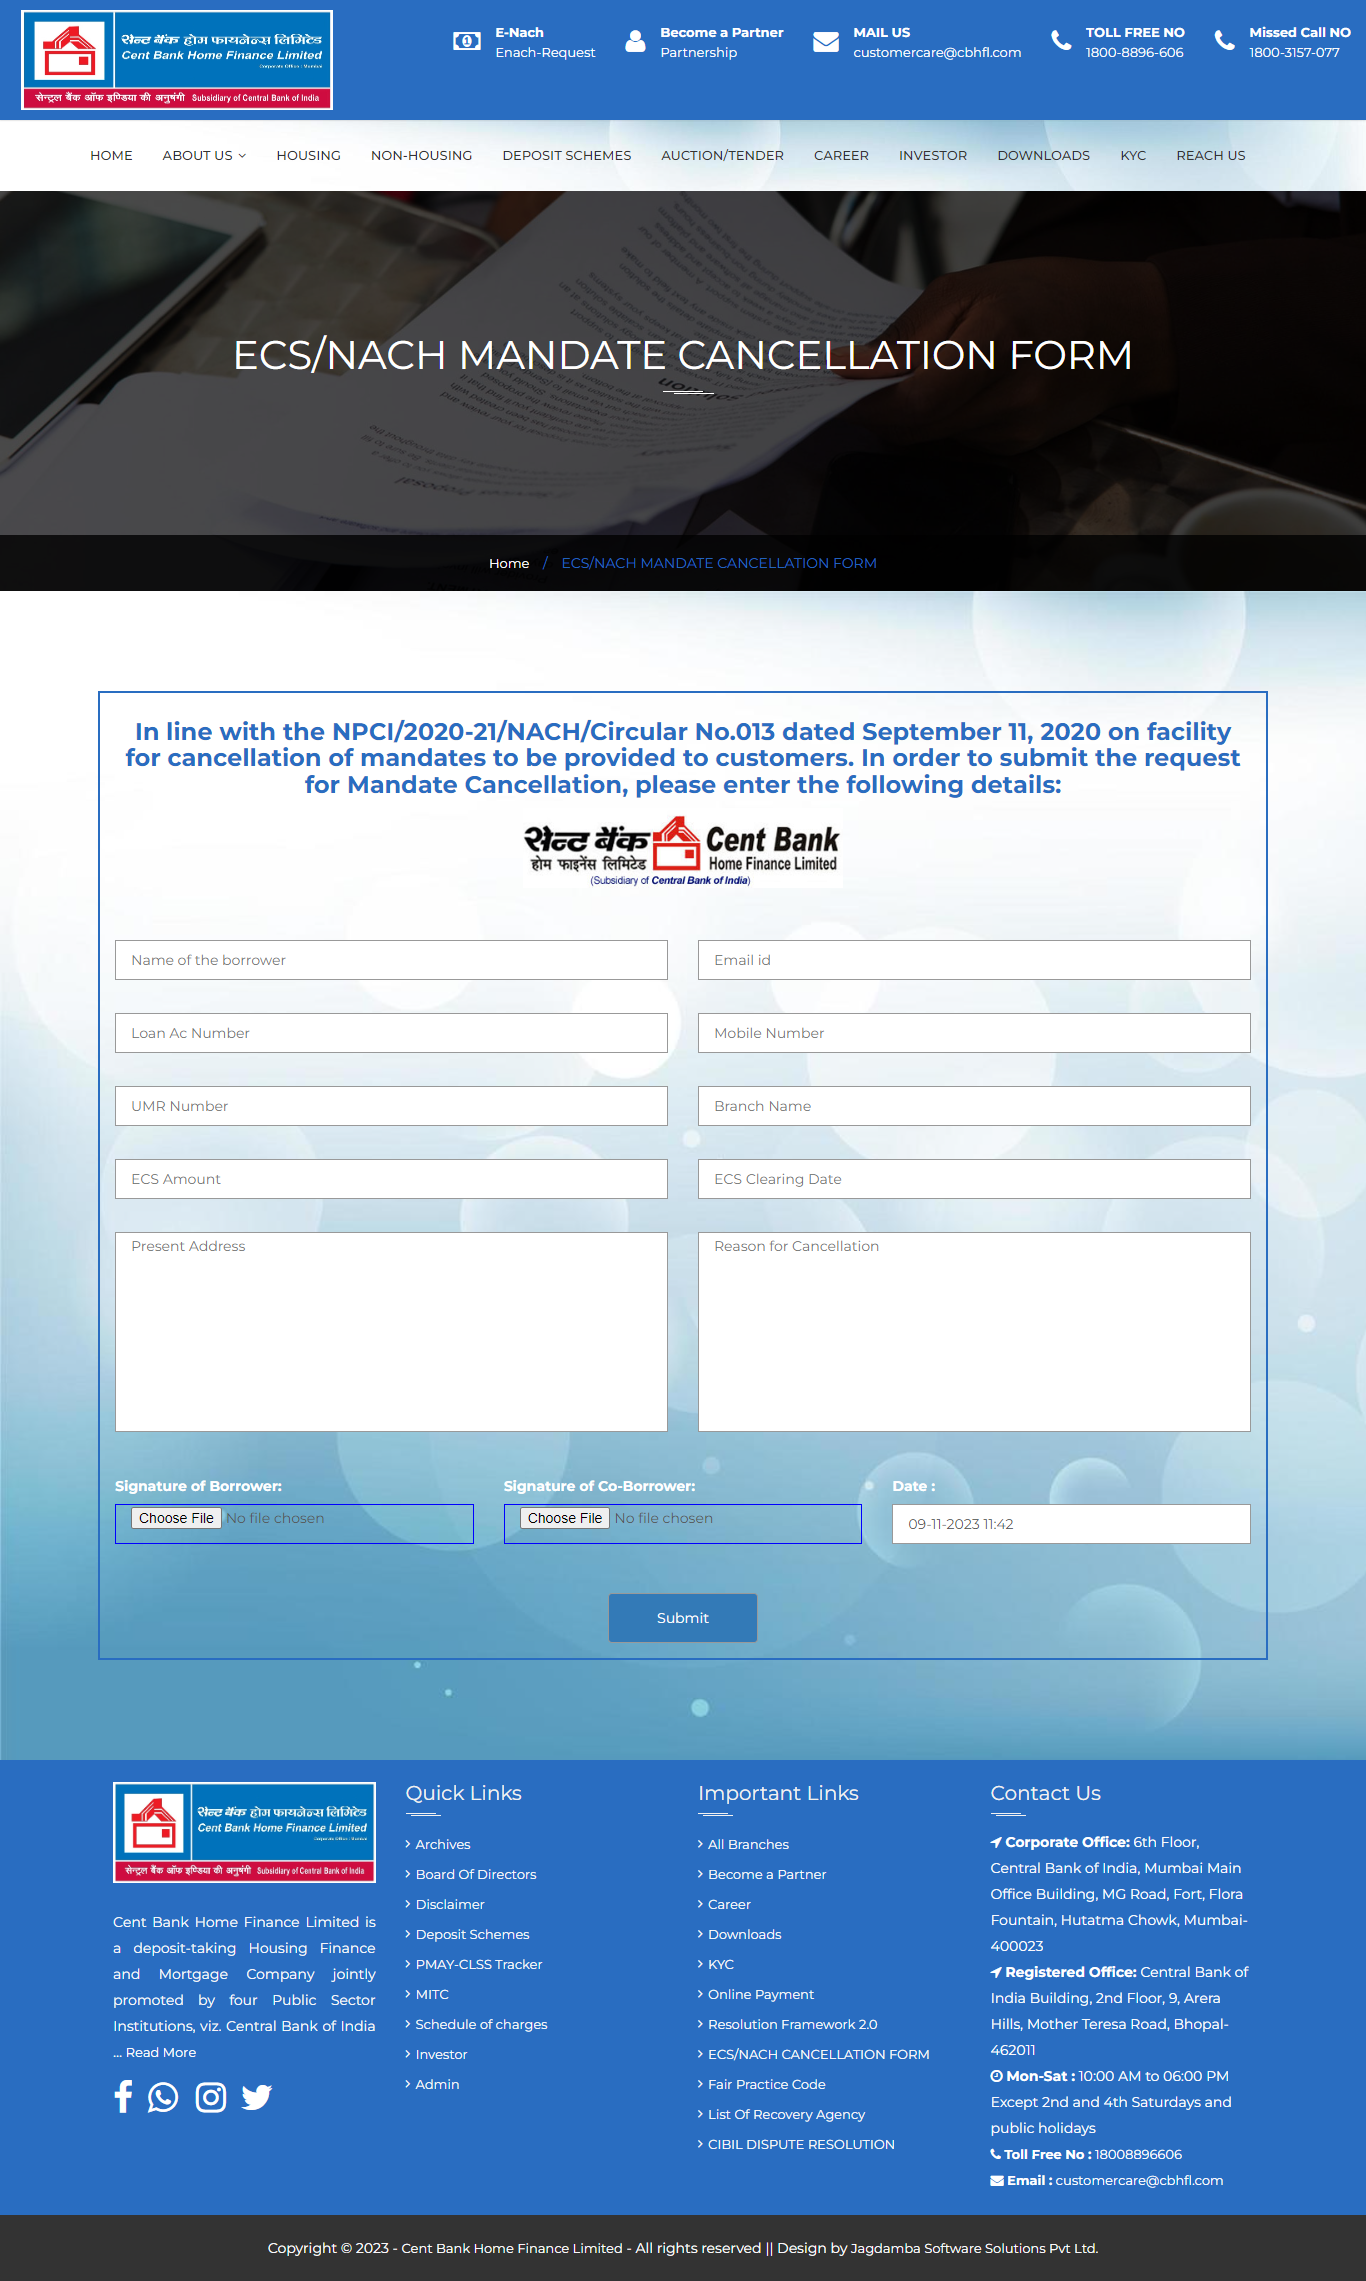 सेन्ट बैंक होम फायनेन्स लिमिटेड
Cent Bank Home Finance Limited
Corporate Office : Mumbai
सेन्ट्रल बैंक ऑफ इण्डिया की अनुषंगी Subsidiary of Central Bank of India
E-Nach
Enach-Request
Become a Partner
Partnership
MAIL US
customercare@cbhfl.com
TOLL FREE NO
1800-8896-606
Missed Call NO
1800-3157-077
HOME ABOUT US HOUSING NON-HOUSING DEPOSIT SCHEMES AUCTION/TENDER CAREER INVESTOR DOWNLOADS KYC REACH US
ECS/NACH MANDATE CANCELLATION FORM
Home / ECS/NACH MANDATE CANCELLATION FORM
In line with the NPCI/2020-21/NACH/Circular No.013 dated September 11, 2020 on facility
for cancellation of mandates to be provided to customers. In order to submit the request
for Mandate Cancellation, please enter the following details:
सेन्ट बैंक Cent Bank
होम फाइनेंस लिमिटेड Home Finance Limited
(Subsidiary of Central Bank of India)
Name of the borrower
Email id
Loan Ac Number
Mobile Number
UMR Number
Branch Name
ECS Amount
ECS Clearing Date
Present Address
Reason for Cancellation
Signature of Borrower:
Choose File No file chosen
Signature of Co-Borrower:
Choose File No file chosen
Date :
09-11-2023 11:42
Submit
सेन्ट बैंक होम फायनेन्स लिमिटेड
Cent Bank Home Finance Limited
Corporate Office : Mumbai
सेन्ट्रल बैंक ऑफ इण्डिया की अनुषंगी Subsidiary of Central Bank of India
Cent Bank Home Finance Limited is
a deposit-taking Housing Finance
and Mortgage Company jointly
promoted by four Public Sector
Institutions, viz. Central Bank of India
... Read More
Quick Links
Archives
Board Of Directors
Disclaimer
Deposit Schemes
PMAY-CLSS Tracker
MITC
Schedule of charges
Investor
Admin
Important Links
All Branches
Become a Partner
Career
Downloads
KYC
Online Payment
Resolution Framework 2.0
ECS/NACH CANCELLATION FORM
Fair Practice Code
List Of Recovery Agency
CIBIL DISPUTE RESOLUTION
Contact Us
Corporate Office: 6th Floor,
Central Bank of India, Mumbai Main
Office Building, MG Road, Fort, Flora
Fountain, Hutatma Chowk, Mumbai-
400023
Registered Office: Central Bank of
India Building, 2nd Floor, 9, Arera
Hills, Mother Teresa Road, Bhopal-
462011
Mon-Sat : 10:00 AM to 06:00 PM
Except 2nd and 4th Saturdays and
public holidays
Toll Free No : 18008896606
Email : customercare@cbhfl.com
Copyright © 2023 - Cent Bank Home Finance Limited - All rights reserved || Design by Jagdamba Software Solutions Pvt Ltd.